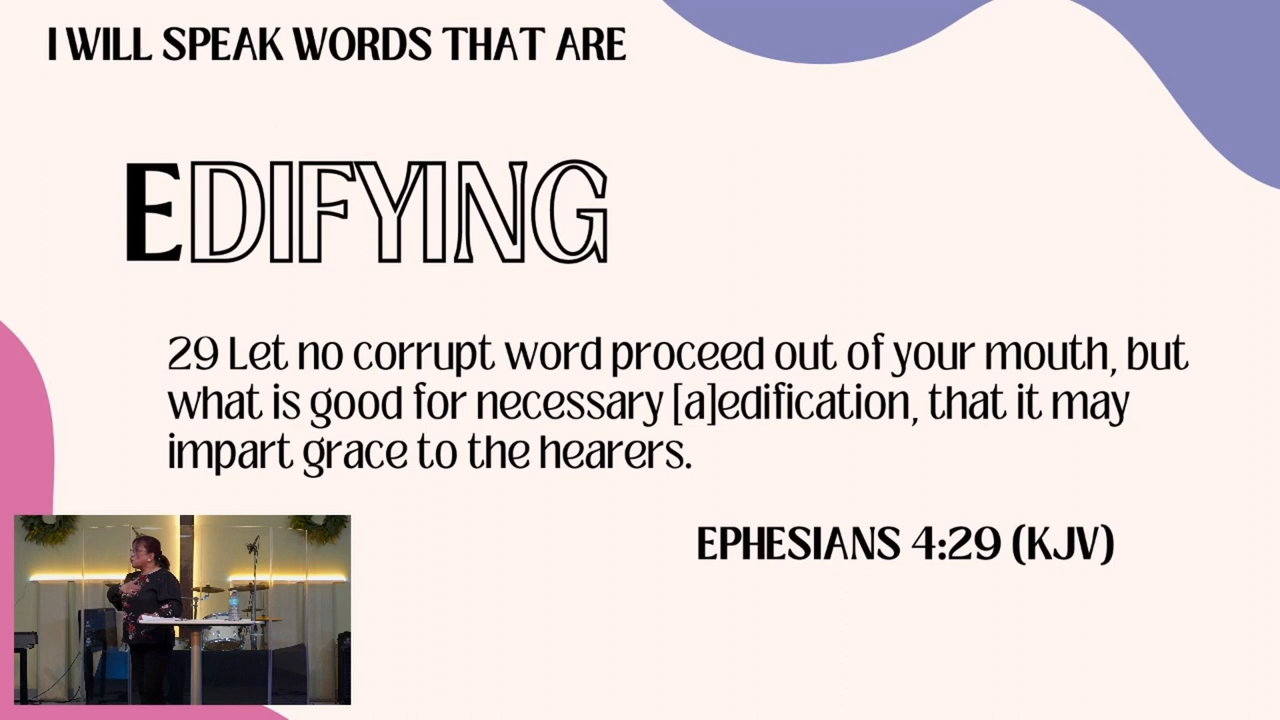 I WILL SPEAK WORDS THAT ARE
EDIFYING
29 Let no corrupt word proceed out of your mouth, but
what is good for necessary [a]edification, that it may
impart grace to the hearers.
EPHESIANS 4:29 (KJV)